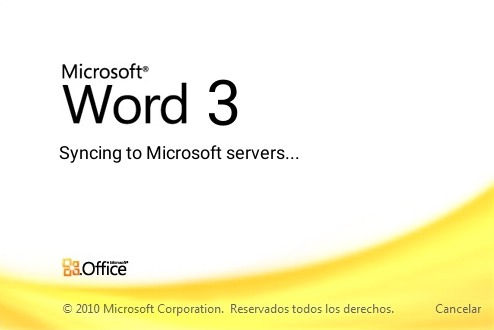 Microsoft®
Word 3
Syncing to Microsoft servers...
Microsoft®
Office
© 2010 Microsoft Corporation. Reservados todos los derechos.
Cancelar